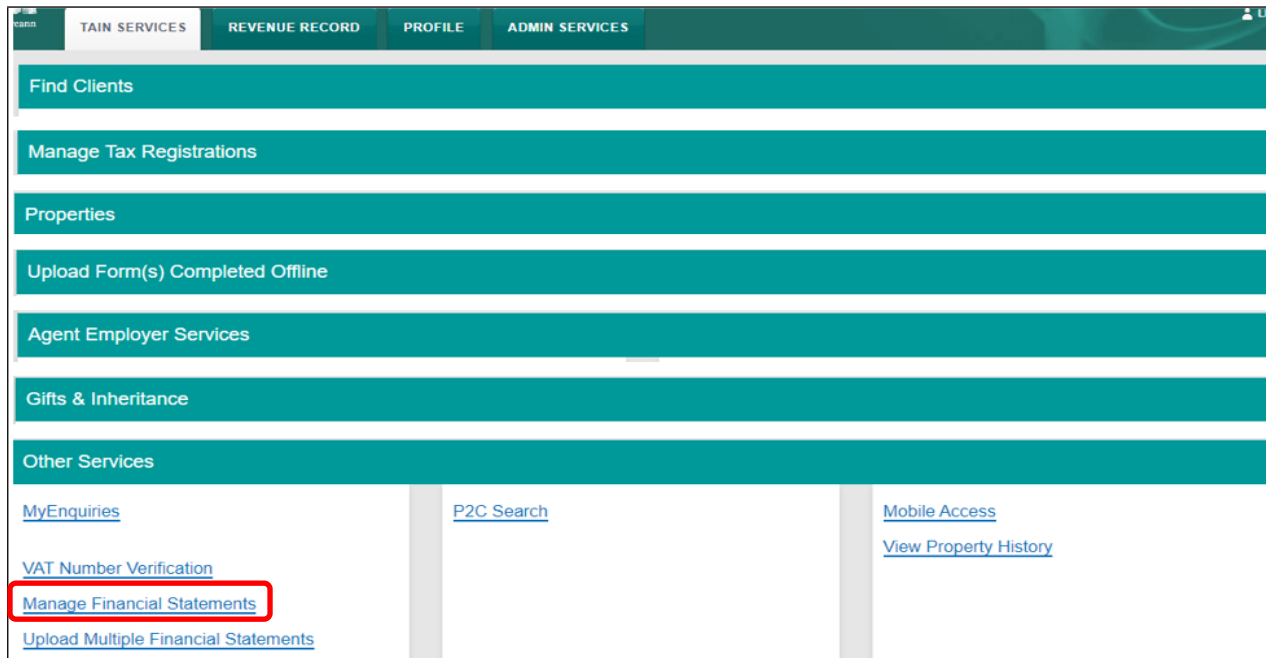 TAIN SERVICES REVENUE RECORD PROFILE ADMIN SERVICES
Find Clients
Manage Tax Registrations
Properties
Upload Form(s) Completed Offline
Agent Employer Services
Gifts & Inheritance
Other Services
MyEnquiries P2C Search Mobile Access
View Property History
VAT Number Verification
Manage Financial Statements
Upload Multiple Financial Statements